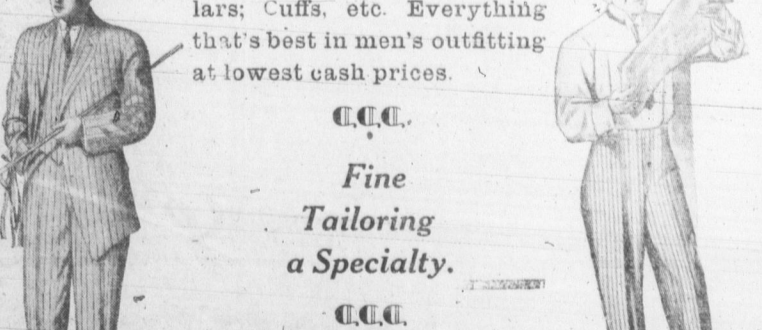 lars; Cuffs, etc. Everything
that's best in men's outfitting
at lowest cash prices.
Fine
Tailoring
a Specialty.